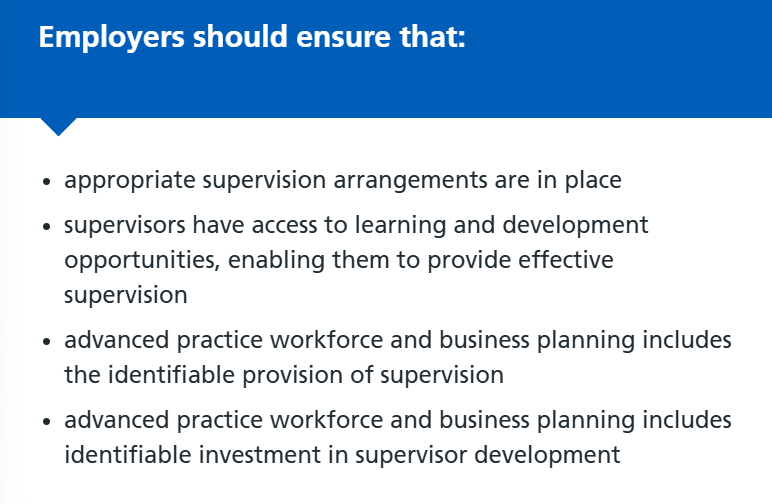 Employers should ensure that:
• appropriate supervision arrangements are in place
• supervisors have access to learning and development
opportunities, enabling them to provide effective
supervision
• advanced practice workforce and business planning includes
the identifiable provision of supervision
• advanced practice workforce and business planning includes
identifiable investment in supervisor development